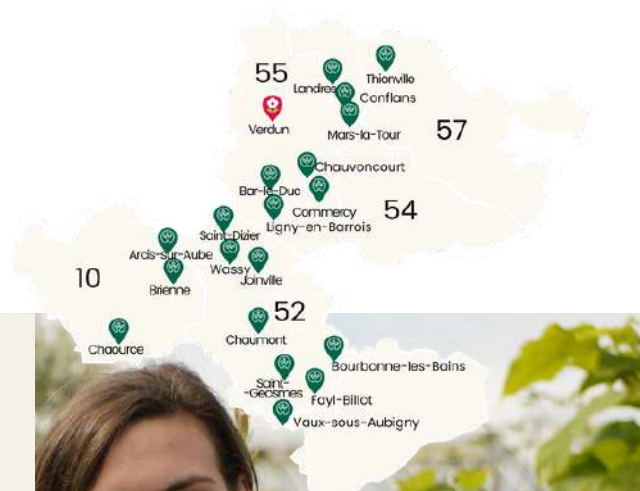 55
Thionville
Landres
Conflans
Verdun
Mars-la-Tour
57
Chauvoncourt
Bar-le-Duc
Commercy
54
Ligny-en-Barrois
Saint-Dizier
Arcis-sur-Aube
Wassy
Joinville
10
Brienne
52
Chaumont
Chaource
Bourbonne-les-Bains
Saint-
-Geosmes
Fayl-Billot
Vaux-sous-Aubigny